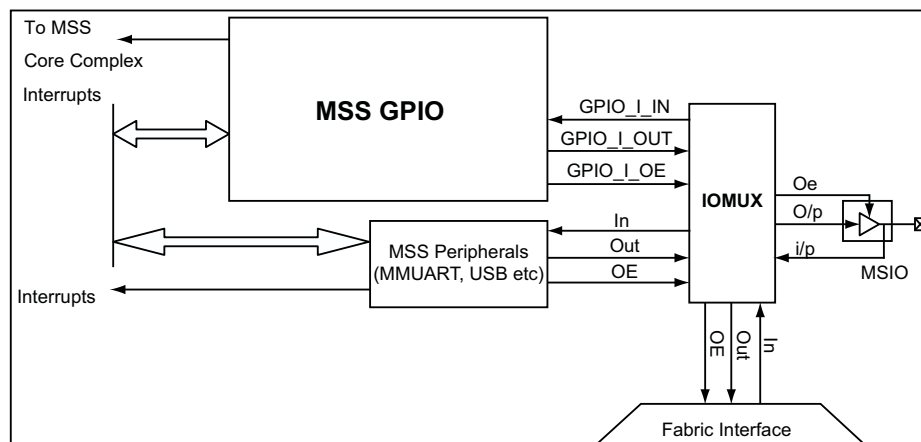 To MSS
Core Complex
Interrupts
MSS GPIO
GPIO_I_IN
GPIO_I_OUT
GPIO_I_OE
IOMUX
Oe
O/p
i/p
MSIO
In
Out
OE
MSS Peripherals
(MMUART, USB etc)
Interrupts
OE
Out
In
Fabric Interface